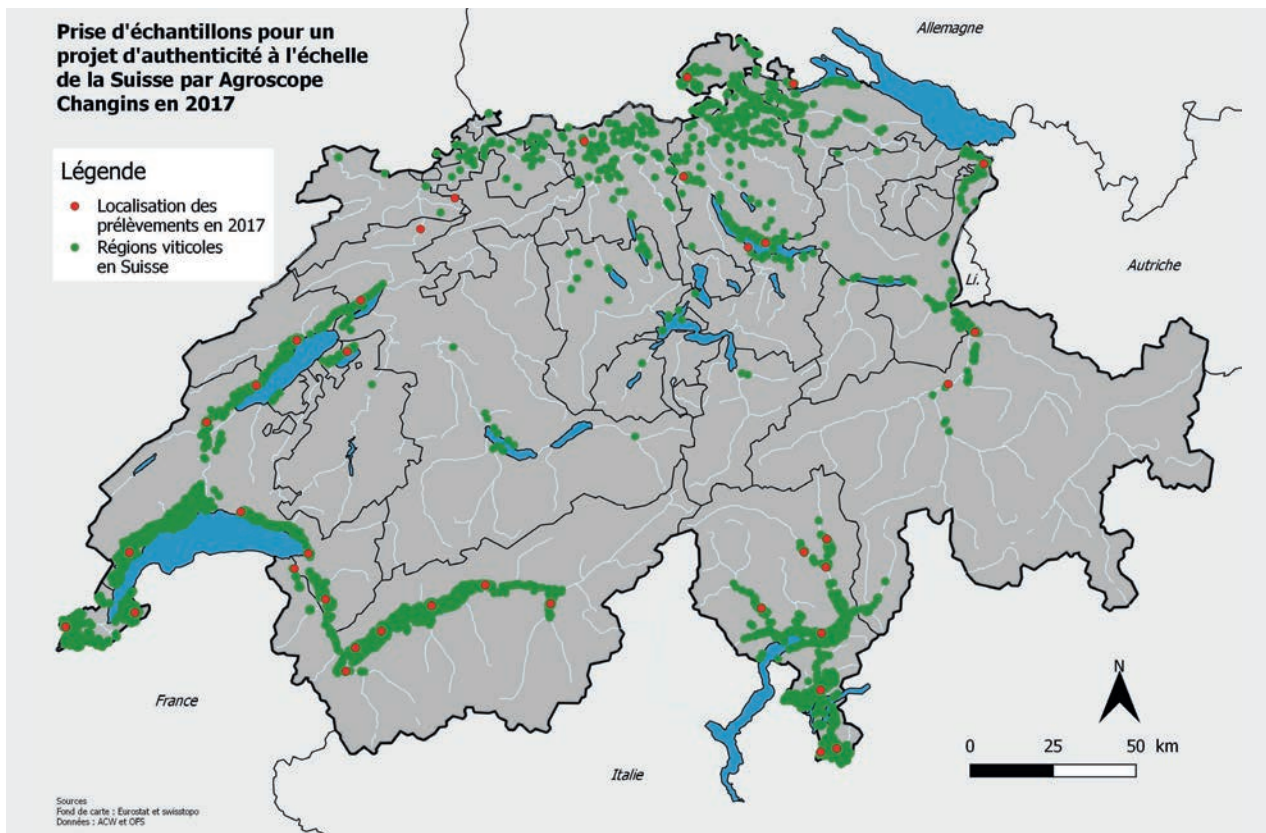 Prise d'échantillons pour un
projet d'authenticité à l'échelle
de la Suisse par Agroscope
Changins en 2017
Légende
Localisation des
prélèvements en 2017
Régions viticoles
en Suisse
Allemagne
Autriche
Li.
France
Italie
N
0 25 50 km
Sources
Fond de carte : Eurostat et swisstopo
Données : ACW et OFS